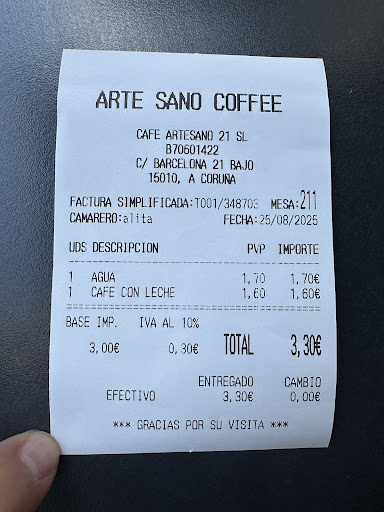 ARTE SANO COFFEE
CAFE ARTESANO 21 SL
B70601422
C/ BARCELONA 21 BAJO
15010, A CORUÑA
FACTURA SIMPLIFICADA:T001/348703 MESA:211
CAMARERO:alita FECHA:25/08/2025
UDS DESCRIPCION PVP IMPORTE
1 AGUA 1,70 1,70€
1 CAFE CON LECHE 1,60 1,60€
BASE IMP. IVA AL 10%
3,00€ 0,30€ TOTAL 3,30€
ENTREGADO CAMBIO
EFECTIVO 3,30€ 0,00€
*** GRACIAS POR SU VISITA ***